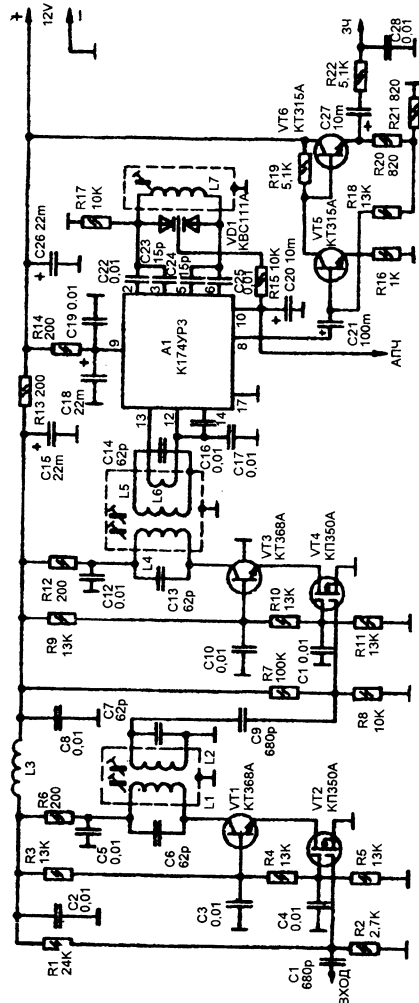 C1
680p
ВХОД
R1
24K
C2
0,01
R2
2.7K
R3
13K
C3
0,01
C4
0,01
R4
13K
R5
13K
R6
200
C5
0,01
C6
62p
VT1
КТ368А
VT2
КП350А
L1
L2
L3
C7
62p
C8
0,01
C9
680p
R7
100K
R8
10K
R9
13K
C10
0,01
C1 0,01
R10
13K
R11
13K
R12
200
C12
0,01
C13
62p
L4
L5
L6
C14
62p
VT3
КТ368А
VT4
КП350А
C15
22m
R13 200
C16
0,01
C17
0,01
C18
22m
R14
200
C19 0,01
A1
К174УР3
13
12
14
17
9
2
3
5
6
10
8
C22
0,01
C23
15p
C24
15p
C25
0,01
C26 22m
R17
10K
L7
VD1
КВС111А
R15 10K
C20 10m
C21
100m
АПЧ
VT5
КТ315А
R16
1K
R18
13K
R19
5,1K
VT6
КТ315А
C27
10m
R20
820
R21 820
R22
5,1K
C28
0,01
ЗЧ
+
12V
−